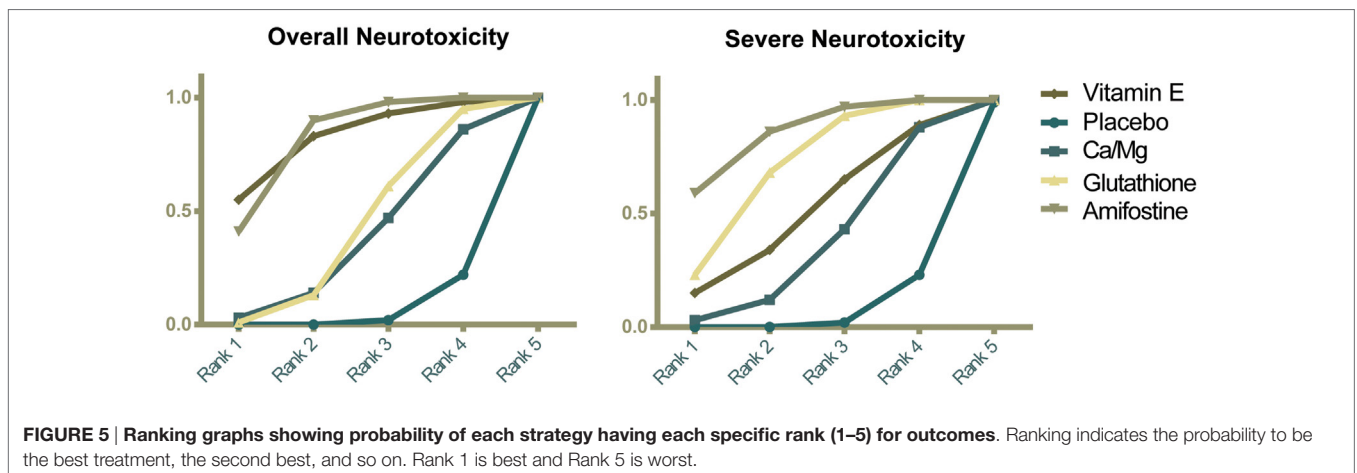 Overall Neurotoxicity
1.0
0.5
0.0
Rank 1
Rank 2
Rank 3
Rank 4
Rank 5
Severe Neurotoxicity
1.0
0.5
0.0
Rank 1
Rank 2
Rank 3
Rank 4
Rank 5
Vitamin E
Placebo
Ca/Mg
Glutathione
Amifostine
FIGURE 5 | Ranking graphs showing probability of each strategy having each specific rank (1–5) for outcomes. Ranking indicates the probability to be
the best treatment, the second best, and so on. Rank 1 is best and Rank 5 is worst.